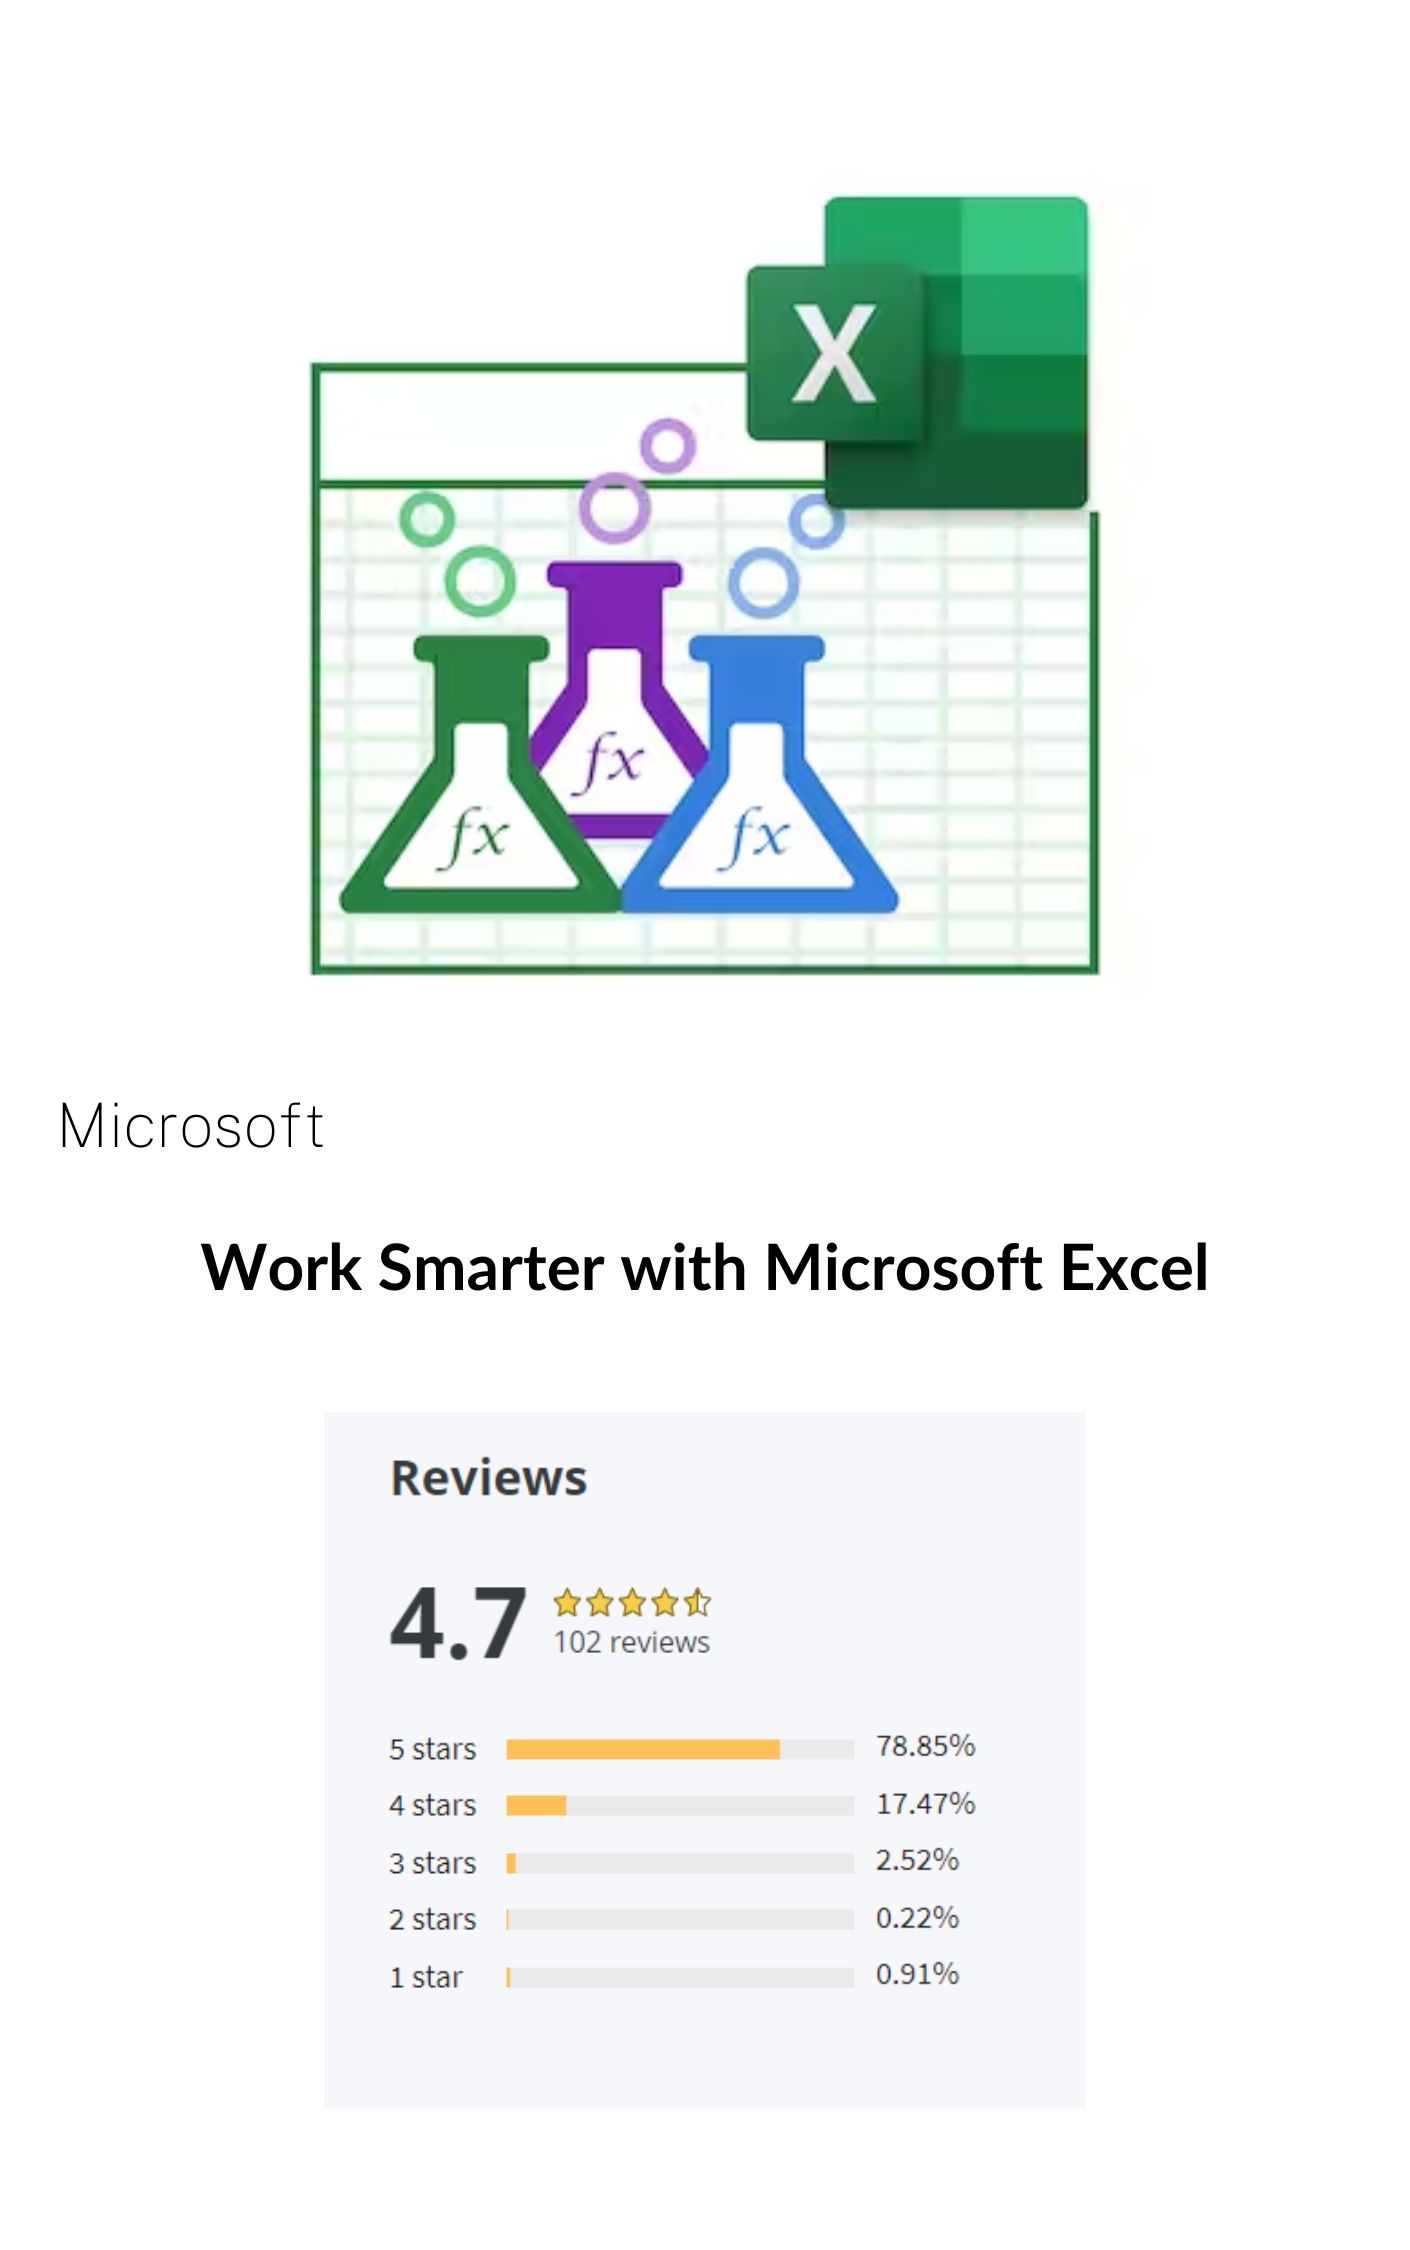 X
fx
fx
fx
Microsoft
Work Smarter with Microsoft Excel
Reviews
4.7
102 reviews
5 stars 78.85%
4 stars 17.47%
3 stars 2.52%
2 stars 0.22%
1 star 0.91%